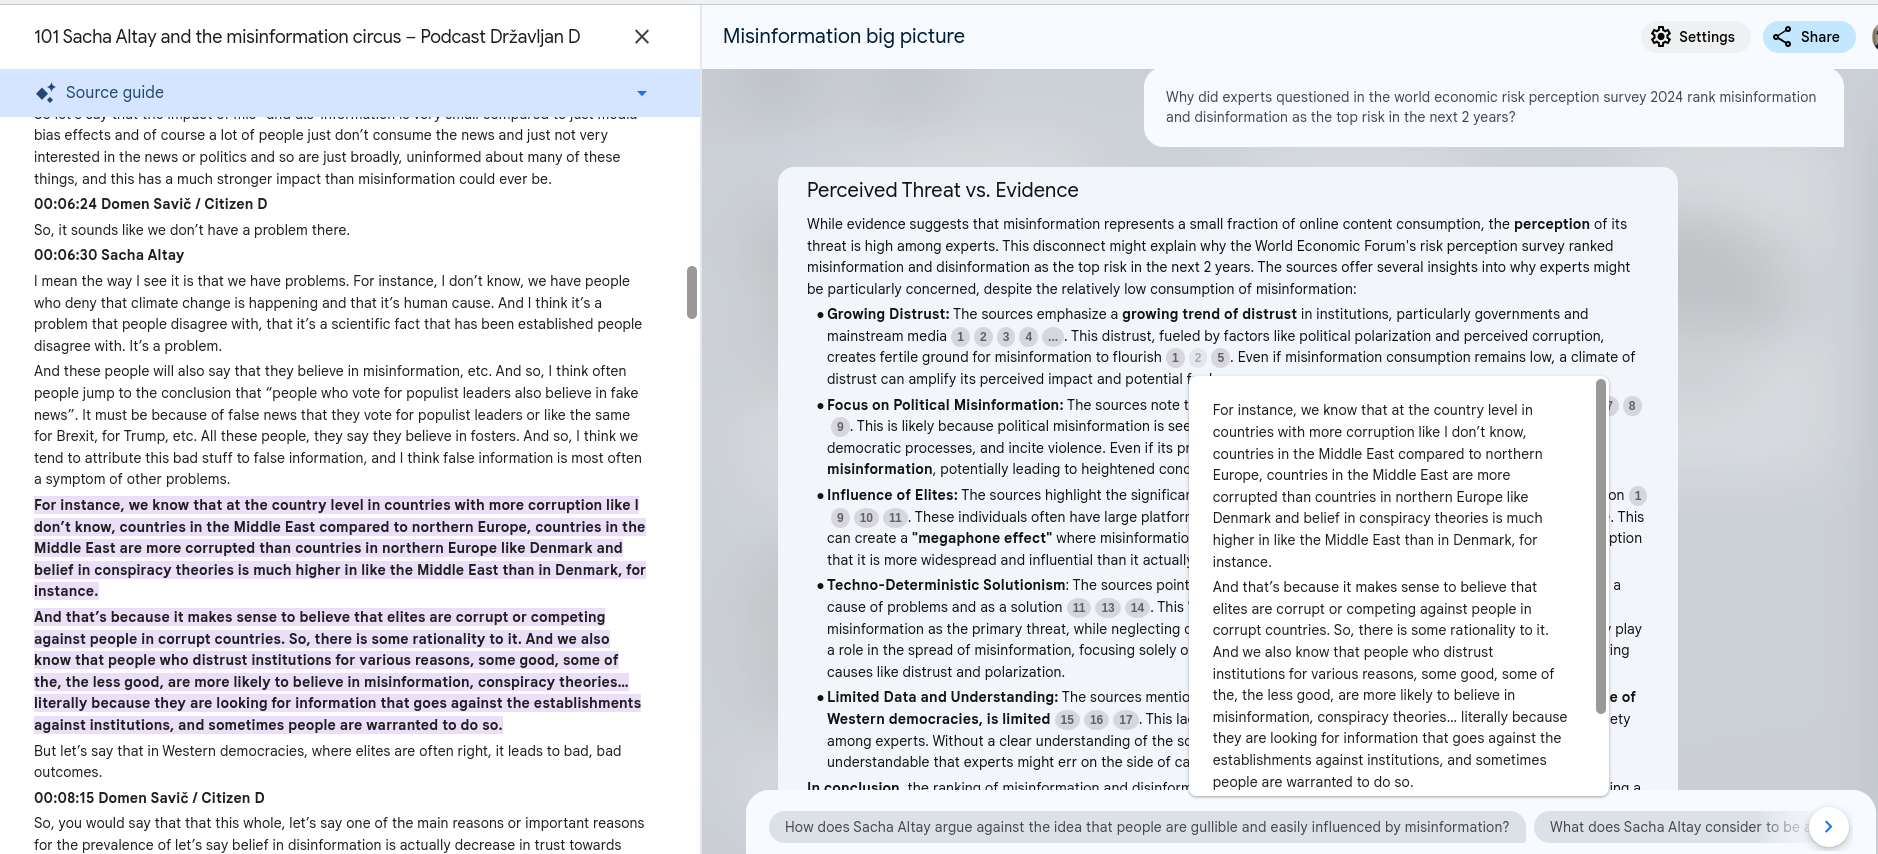 101 Sacha Altay and the misinformation circus – Podcast Državljan D
Source guide
bias effects and of course a lot of people just don't consume the news and just not very
interested in the news or politics and so are just broadly, uninformed about many of these
things, and this has a much stronger impact than misinformation could ever be.
00:06:24 Domen Savič / Citizen D
So, it sounds like we don't have a problem there.
00:06:30 Sacha Altay
I mean the way I see it is that we have problems. For instance, I don't know, we have people
who deny that climate change is happening and that it's human cause. And I think it's a
problem that people disagree with, that it's a scientific fact that has been established people
disagree with. It's a problem.
And these people will also say that they believe in misinformation, etc. And so, I think often
people jump to the conclusion that “people who vote for populist leaders also believe in fake
news”. It must be because of false news that they vote for populist leaders or like the same
for Brexit, for Trump, etc. All these people, they say they believe in fosters. And so, I think we
tend to attribute this bad stuff to false information, and I think false information is most often
a symptom of other problems.
For instance, we know that at the country level in countries with more corruption like I
don't know, countries in the Middle East compared to northern Europe, countries in the
Middle East are more corrupted than countries in northern Europe like Denmark and
belief in conspiracy theories is much higher in like the Middle East than in Denmark, for
instance.
And that's because it makes sense to believe that elites are corrupt or competing
against people in corrupt countries. So, there is some rationality to it. And we also
know that people who distrust institutions for various reasons, some good, some of
the, the less good, are more likely to believe in misinformation, conspiracy theories…
literally because they are looking for information that goes against the establishments
against institutions, and sometimes people are warranted to do so.
But let's say that in Western democracies, where elites are often right, it leads to bad, bad
outcomes.
00:08:15 Domen Savič / Citizen D
So, you would say that that this whole, let's say one of the main reasons or important reasons
for the prevalence of let's say belief in disinformation is actually decrease in trust towards
Misinformation big picture
Settings
Share
Why did experts questioned in the world economic risk perception survey 2024 rank misinformation
and disinformation as the top risk in the next 2 years?
Perceived Threat vs. Evidence
While evidence suggests that misinformation represents a small fraction of online content consumption, the perception of its
threat is high among experts. This disconnect might explain why the World Economic Forum's risk perception survey ranked
misinformation and disinformation as the top risk in the next 2 years. The sources offer several insights into why experts might
be particularly concerned, despite the relatively low consumption of misinformation:
● Growing Distrust: The sources emphasize a growing trend of distrust in institutions, particularly governments and
mainstream media 1 2 3 4 ... . This distrust, fueled by factors like political polarization and perceived corruption,
creates fertile ground for misinformation to flourish 1 2 5 . Even if misinformation consumption remains low, a climate of
distrust can amplify its perceived impact and potential
● Focus on Political Misinformation: The sources note 8
9 . This is likely because political misinformation is see
democratic processes, and incite violence. Even if its
misinformation, potentially leading to heightened
● Influence of Elites: The sources highlight the on 1
9 10 11 . These individuals often have large . This
can create a "megaphone effect" where
that it is more widespread and influential than it
● Techno-Deterministic Solutionism: The sources point a
cause of problems and as a solution 11 13 14 . This
misinformation as the primary threat, while neglecting play
a role in the spread of misinformation, focusing solely
causes like distrust and polarization.
● Limited Data and Understanding: The sources of
Western democracies, is limited 15 16 17 . This
among experts. Without a clear understanding of the
understandable that experts might err on the side of
In conclusion, the ranking of misinformation and
For instance, we know that at the country level in
countries with more corruption like I don't know,
countries in the Middle East compared to northern
Europe, countries in the Middle East are more
corrupted than countries in northern Europe like
Denmark and belief in conspiracy theories is much
higher in like the Middle East than in Denmark, for
instance.
And that's because it makes sense to believe that
elites are corrupt or competing against people in
corrupt countries. So, there is some rationality to it.
And we also know that people who distrust
institutions for various reasons, some good, some of
the, the less good, are more likely to believe in
misinformation, conspiracy theories… literally because
they are looking for information that goes against the
establishments against institutions, and sometimes
people are warranted to do so.
How does Sacha Altay argue against the idea that people are gullible and easily influenced by misinformation?
What does Sacha Altay consider to be